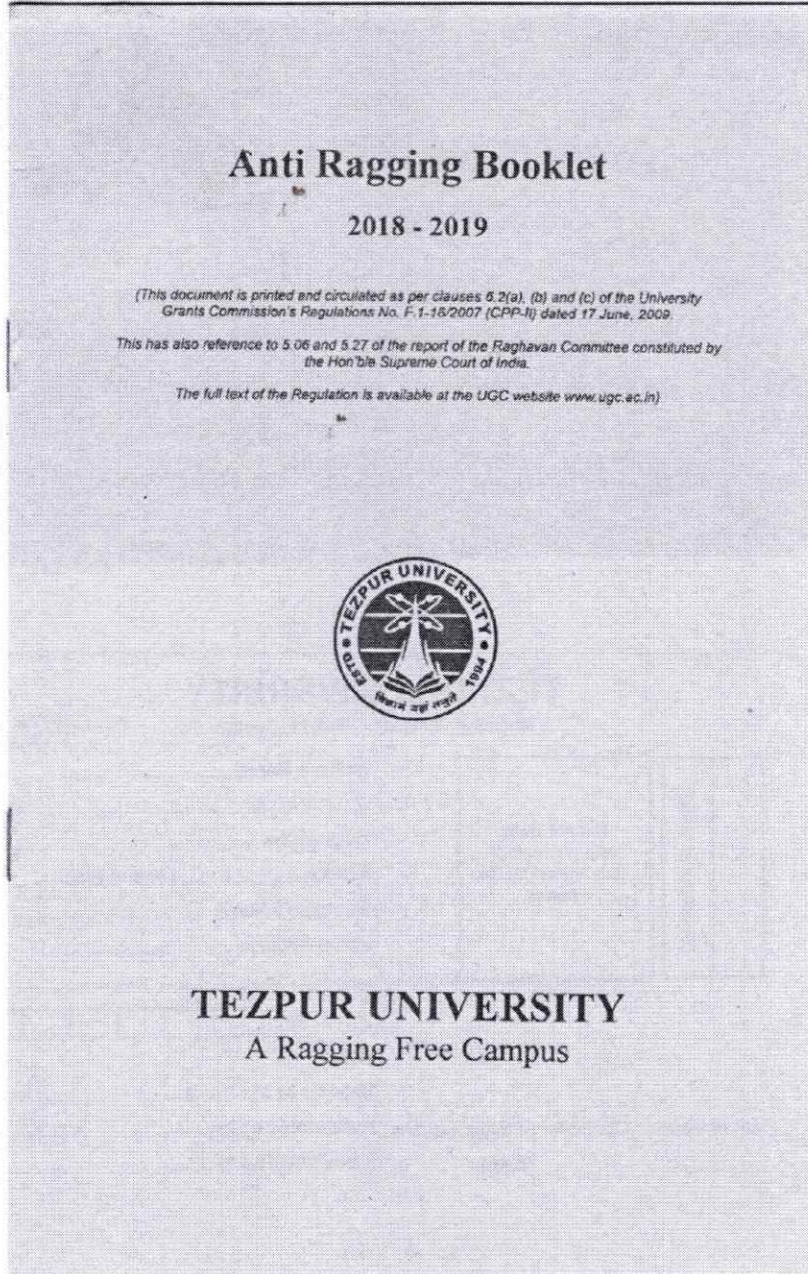 Anti Ragging Booklet
2018 - 2019
(This document is printed and circulated as per clauses 6.2(a), (b) and (c) of the University
Grants Commission's Regulations No. F.1-16/2007 (CPP-II) dated 17 June, 2009.
This has also reference to 5.06 and 5.27 of the report of the Raghavan Committee constituted by
the Hon'ble Supreme Court of India.
The full text of the Regulation is available at the UGC website www.ugc.ac.in)
TEZPUR UNIVERSITY
ESTD 1994
विज्ञानं यज्ञं तनुते
TEZPUR UNIVERSITY
A Ragging Free Campus